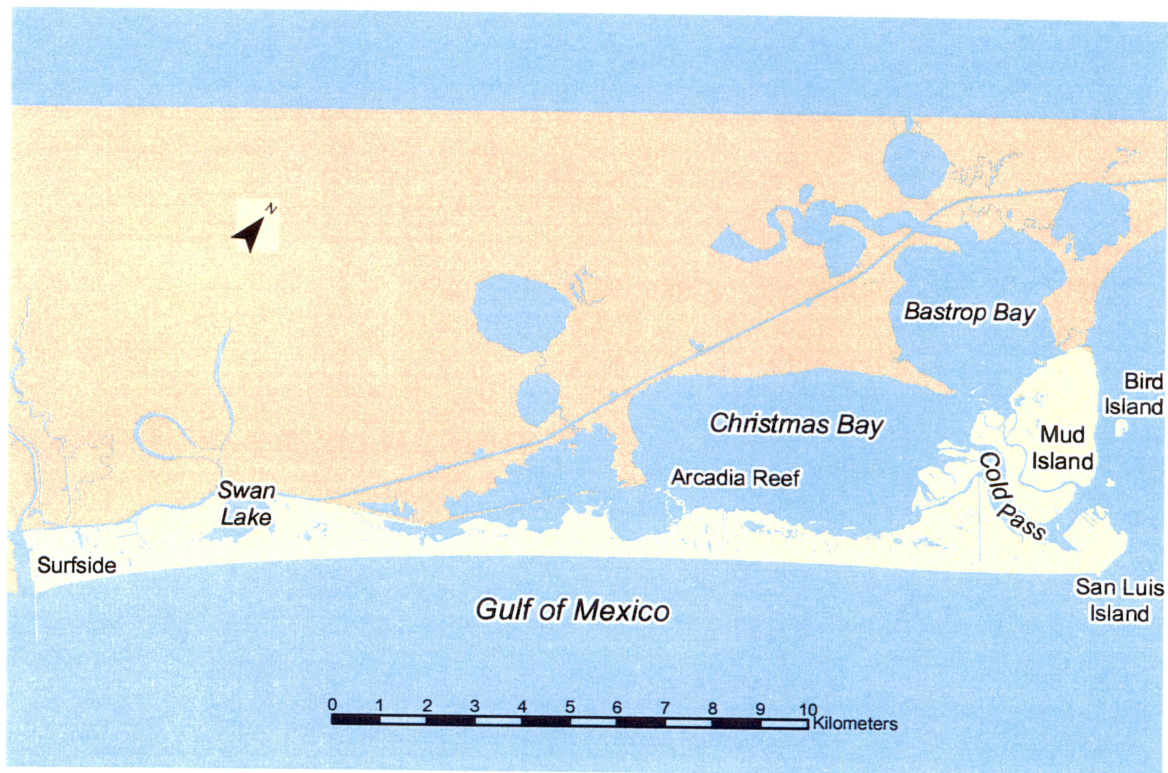 N
Bastrop Bay
Bird
Island
Christmas Bay
Mud
Island
Arcadia Reef
Cold Pass
Swan
Lake
Surfside
San Luis
Island
Gulf of Mexico
0 1 2 3 4 5 6 7 8 9 10
Kilometers